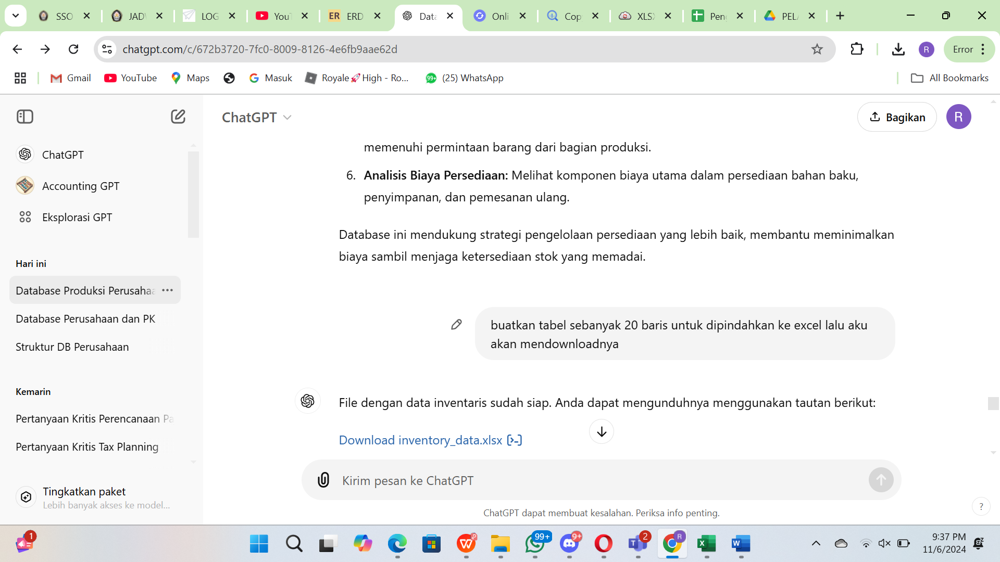 SSO
JAD
LOG
You
ER ERD
Data
Onli
Cop
XLS
Pen
PEL
chatgpt.com/c/672b3720-7fc0-8009-8126-4e6fb9aae62d
R
Error
Gmail
YouTube
Maps
Masuk
Royale🚀High - Ro...
99+ (25) WhatsApp
All Bookmarks
ChatGPT
Bagikan
R
ChatGPT
Accounting GPT
Eksplorasi GPT
Hari ini
Database Produksi Perusahaa
Database Perusahaan dan PK
Struktur DB Perusahaan
Kemarin
Pertanyaan Kritis Perencanaan Pa
Pertanyaan Kritis Tax Planning
Tingkatkan paket
Lebih banyak akses ke model...
memenuhi permintaan barang dari bagian produksi.
6. Analisis Biaya Persediaan: Melihat komponen biaya utama dalam persediaan bahan baku,
penyimpanan, dan pemesanan ulang.
Database ini mendukung strategi pengelolaan persediaan yang lebih baik, membantu meminimalkan
biaya sambil menjaga ketersediaan stok yang memadai.
buatkan tabel sebanyak 20 baris untuk dipindahkan ke excel lalu aku
akan mendownloadnya
File dengan data inventaris sudah siap. Anda dapat mengunduhnya menggunakan tautan berikut:
Download inventory_data.xlsx [>-]
Kirim pesan ke ChatGPT
ChatGPT dapat membuat kesalahan. Periksa info penting.
?
1
99+
9+
2
R
9:37 PM
11/6/2024